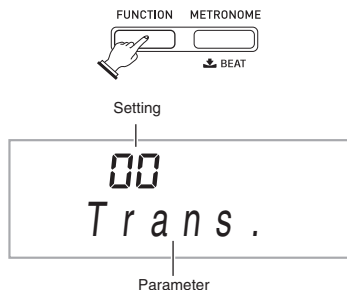 FUNCTION METRONOME
BEAT
Setting
00
Trans.
Parameter